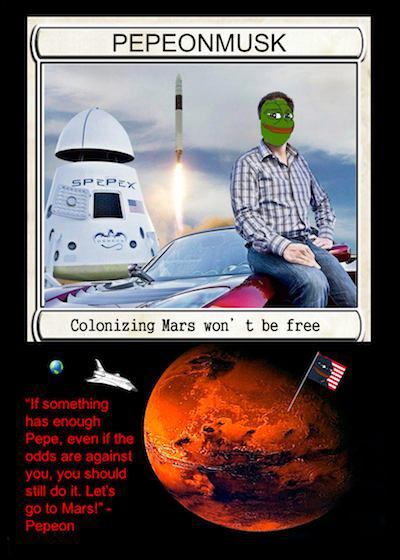 PEPEONMUSK
SPEPEX
Colonizing Mars won't be free
"If something
has enough
Pepe, even if the
odds are against
you, you should
still do it. Let's
go to Mars!" -
Pepeon